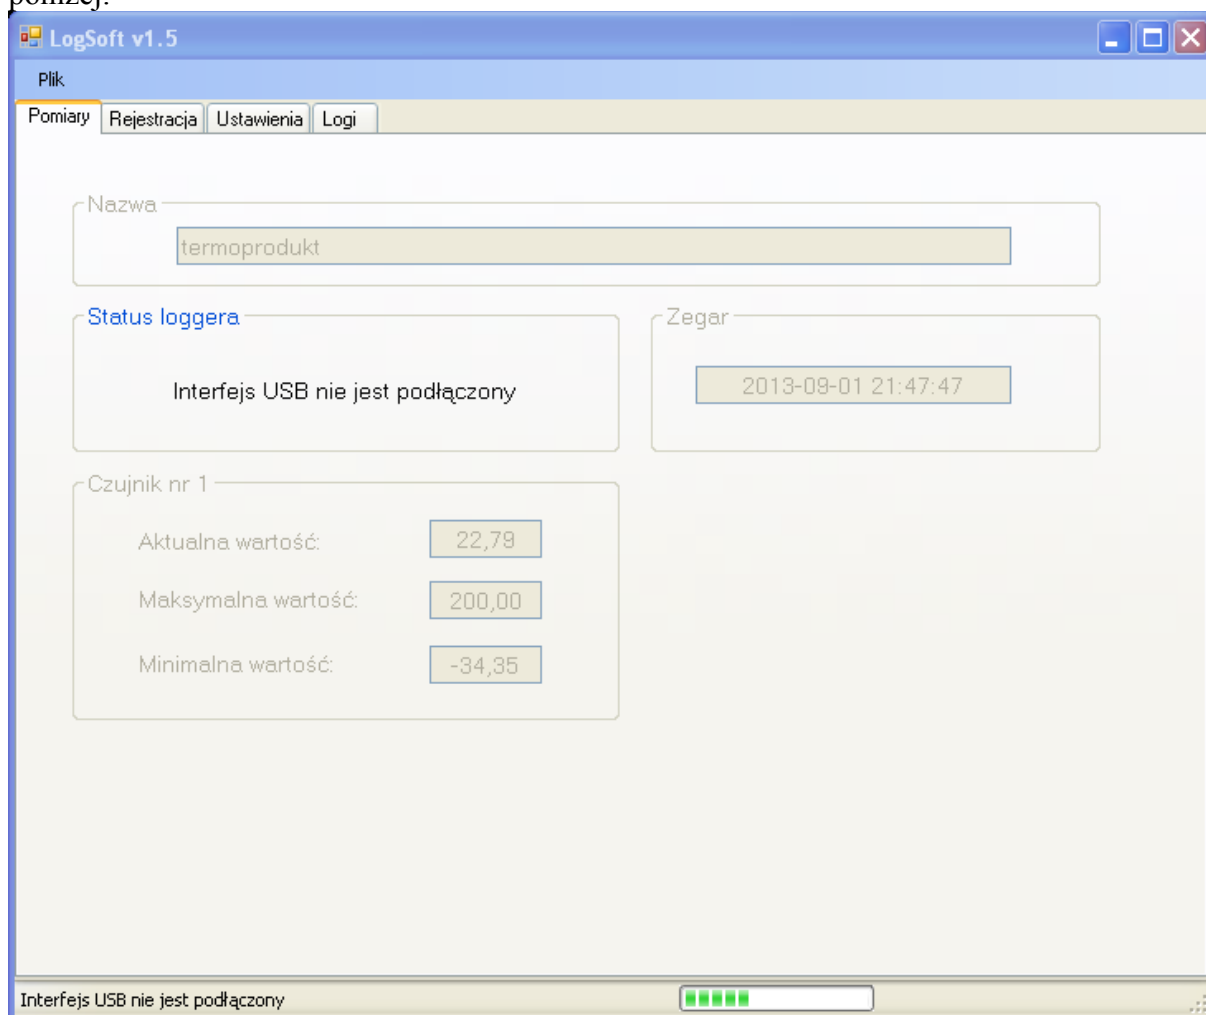 poniżej.
LogSoft v1.5
Plik
Pomiary Rejestracja Ustawienia Logi
Nazwa
termoprodukt
Status loggera
Interfejs USB nie jest podłączony
Zegar
2013-09-01 21:47:47
Czujnik nr 1
Aktualna wartość: 22,79
Maksymalna wartość: 200,00
Minimalna wartość: -34,35
Interfejs USB nie jest podłączony